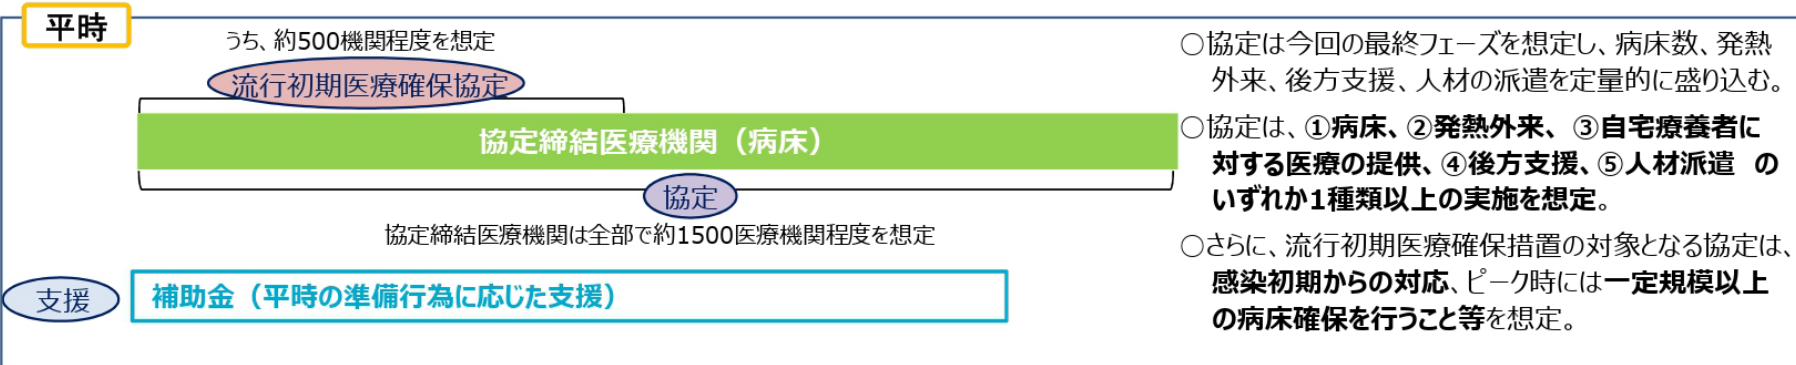 平時
うち、約500機関程度を想定
流行初期医療確保協定
協定締結医療機関（病床）
協定
協定締結医療機関は全部で約1500医療機関程度を想定
支援
補助金（平時の準備行為に応じた支援）
○協定は今回の最終フェーズを想定し、病床数、発熱
外来、後方支援、人材の派遣を定量的に盛り込む。
○協定は、①病床、②発熱外来、③自宅療養者に
対する医療の提供、④後方支援、⑤人材派遣　の
いずれか1種類以上の実施を想定。
○さらに、流行初期医療確保措置の対象となる協定は、
感染初期からの対応、ピーク時には一定規模以上
の病床確保を行うこと等を想定。